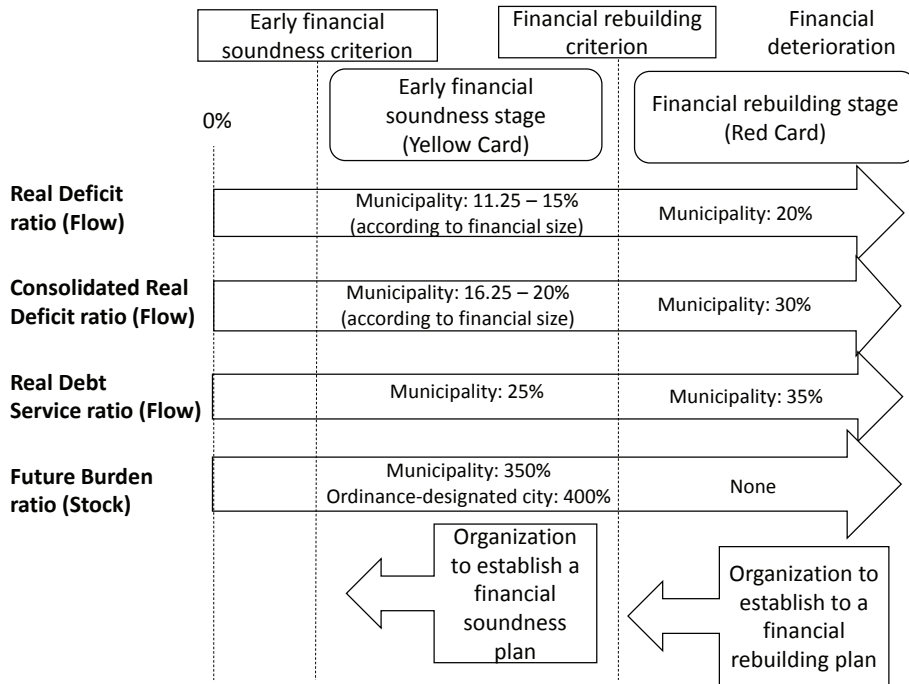 Early financial
soundness criterion
Financial rebuilding
criterion
Financial
deterioration
0%
Early financial
soundness stage
(Yellow Card)
Financial rebuilding stage
(Red Card)
Real Deficit
ratio (Flow)
Municipality: 11.25 – 15%
(according to financial size)
Municipality: 20%
Consolidated Real
Deficit ratio (Flow)
Municipality: 16.25 – 20%
(according to financial size)
Municipality: 30%
Real Debt
Service ratio (Flow)
Municipality: 25%
Municipality: 35%
Future Burden
ratio (Stock)
Municipality: 350%
Ordinance-designated city: 400%
None
Organization
to establish a
financial
soundness
plan
Organization to
establish to a
financial
rebuilding plan